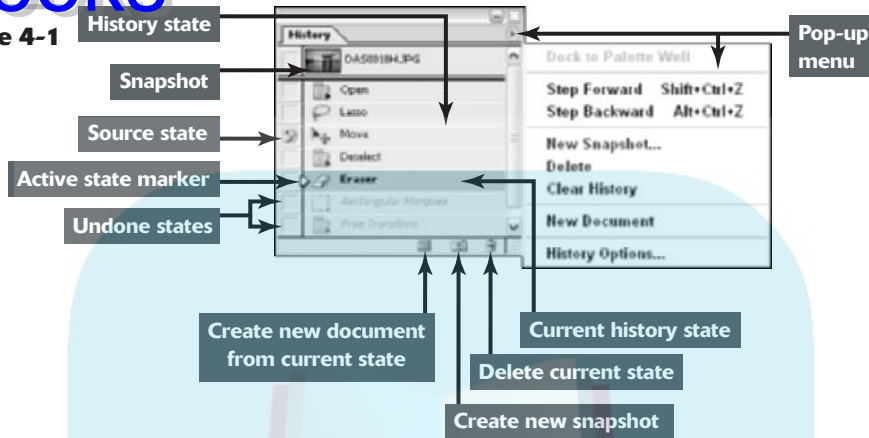 History state
e 4-1
Pop-up
menu
Snapshot
Source state
Active state marker
Undone states
History
Open
Lasso
Move
Deselect
Eraser
Rectangular Marquee
Free Transform
Dock to Palette Well
Step Forward Shift+Ctrl+Z
Step Backward Alt+Ctrl+Z
New Snapshot...
Delete
Clear History
New Document
History Options...
Create new document
from current state
Current history state
Delete current state
Create new snapshot